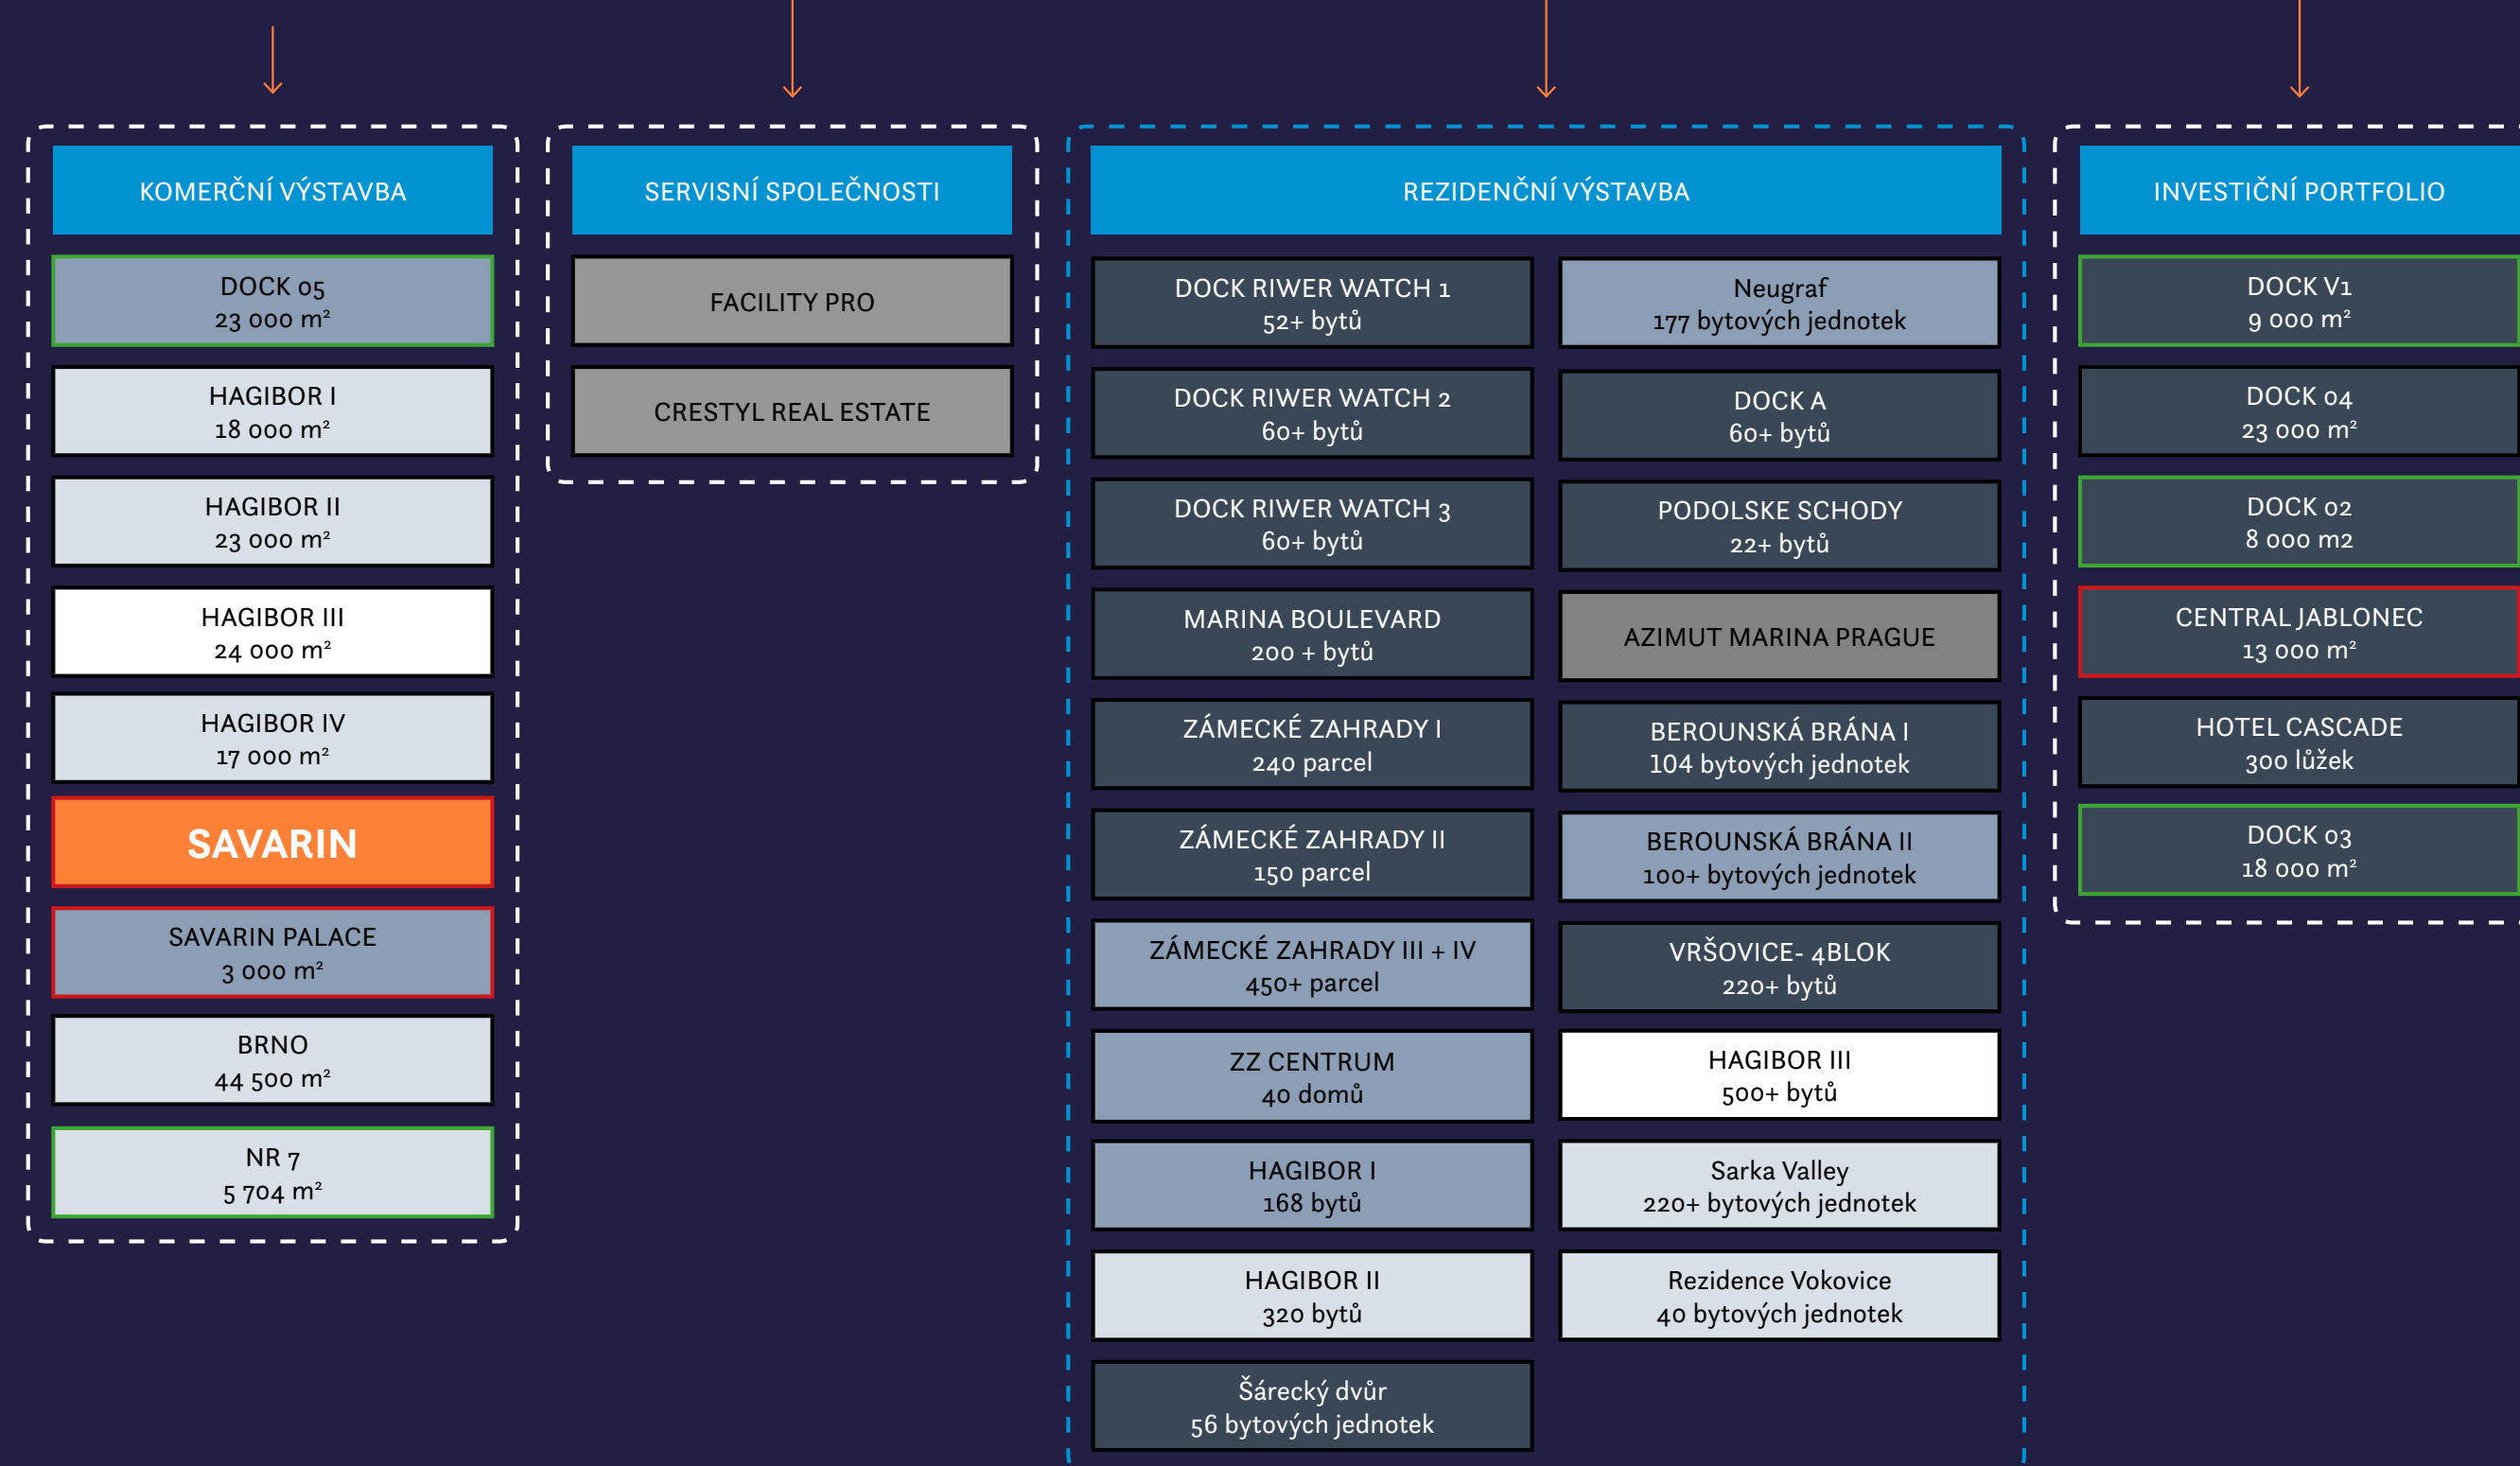 KOMERČNÍ VÝSTAVBA
DOCK 05
23 000 m²
HAGIBOR I
18 000 m²
HAGIBOR II
23 000 m²
HAGIBOR III
24 000 m²
HAGIBOR IV
17 000 m²
SAVARIN
SAVARIN PALACE
3 000 m²
BRNO
44 500 m²
NR 7
5 704 m²
SERVISNÍ SPOLEČNOSTI
FACILITY PRO
CRESTYL REAL ESTATE
REZIDENČNÍ VÝSTAVBA
DOCK RIWER WATCH 1
52+ bytů
DOCK RIWER WATCH 2
60+ bytů
DOCK RIWER WATCH 3
60+ bytů
MARINA BOULEVARD
200 + bytů
ZÁMECKÉ ZAHRADY I
240 parcel
ZÁMECKÉ ZAHRADY II
150 parcel
ZÁMECKÉ ZAHRADY III + IV
450+ parcel
ZZ CENTRUM
40 domů
HAGIBOR I
168 bytů
HAGIBOR II
320 bytů
Šárecký dvůr
56 bytových jednotek
Neugraf
177 bytových jednotek
DOCK A
60+ bytů
PODOLSKE SCHODY
22+ bytů
AZIMUT MARINA PRAGUE
BEROUNSKÁ BRÁNA I
104 bytových jednotek
BEROUNSKÁ BRÁNA II
100+ bytových jednotek
VRŠOVICE- 4BLOK
220+ bytů
HAGIBOR III
500+ bytů
Sarka Valley
220+ bytových jednotek
Rezidence Vokovice
40 bytových jednotek
INVESTIČNÍ PORTFOLIO
DOCK V1
9 000 m²
DOCK 04
23 000 m²
DOCK 02
8 000 m2
CENTRAL JABLONEC
13 000 m²
HOTEL CASCADE
300 lůžek
DOCK 03
18 000 m²